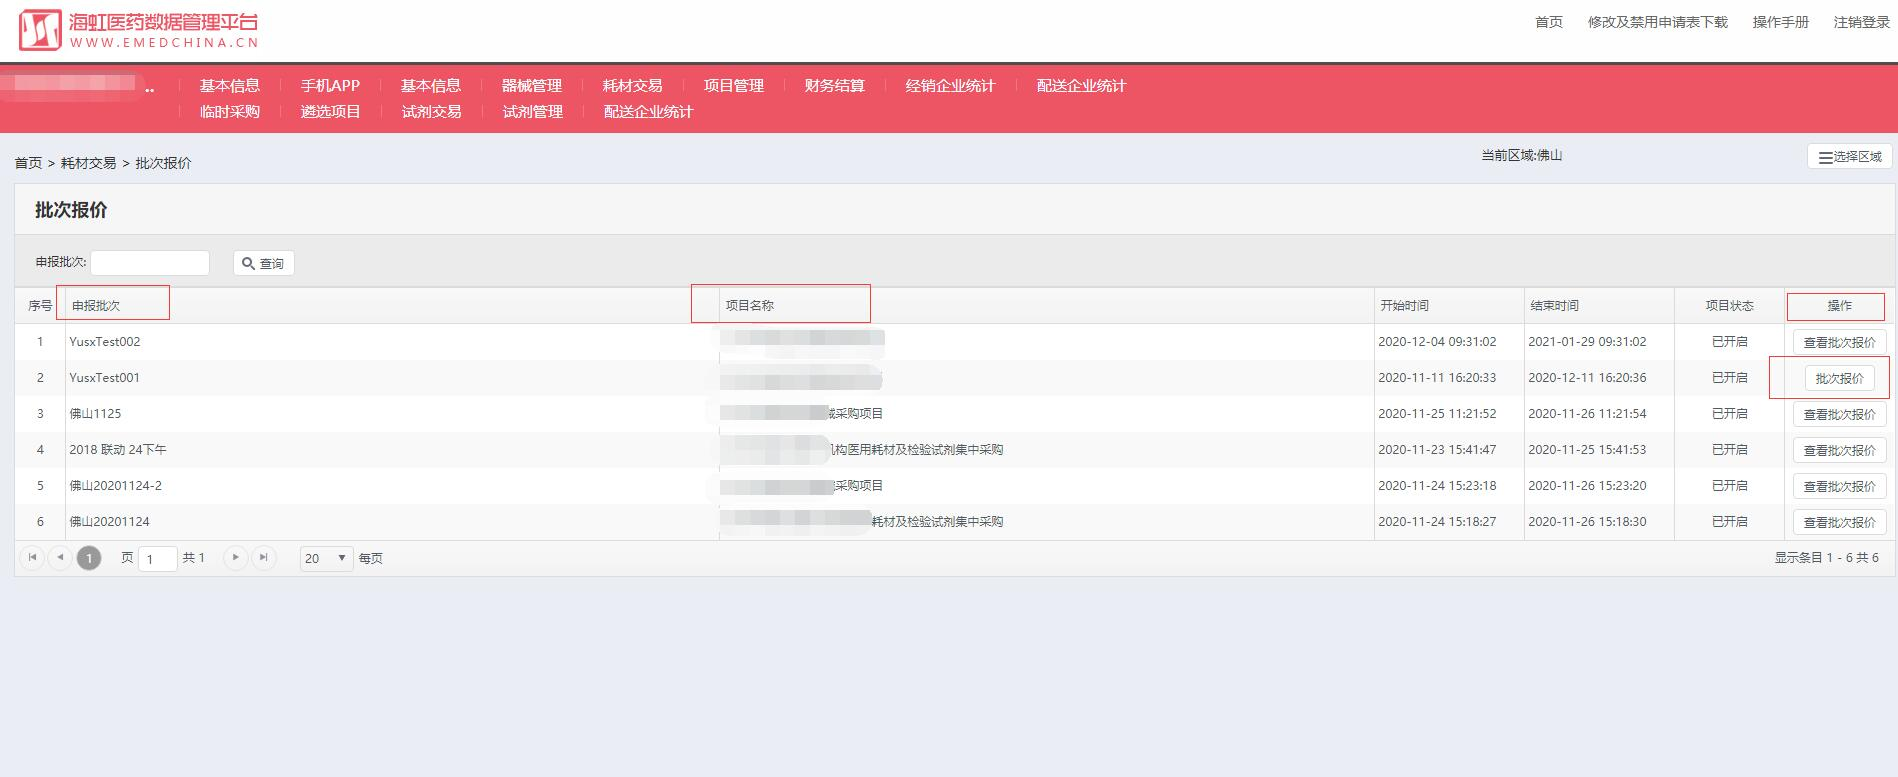 海虹医药数据管理平台
WWW.EMEDCHINA.CN
首页 修改及禁用申请表下载 操作手册 注销登录
.. 基本信息 手机APP 基本信息 器械管理 耗材交易 项目管理 财务结算 经销企业统计 配送企业统计
临时采购 遴选项目 试剂交易 试剂管理 配送企业统计
首页 > 耗材交易 > 批次报价 当前区域:佛山 选择区域
批次报价
申报批次: 查询
序号 申报批次 项目名称 开始时间 结束时间 项目状态 操作
1 YusxTest002 2020-12-04 09:31:02 2021-01-29 09:31:02 已开启 查看批次报价
2 YusxTest001 2020-11-11 16:20:33 2020-12-11 16:20:36 已开启 批次报价
3 佛山1125 采购项目 2020-11-25 11:21:52 2020-11-26 11:21:54 已开启 查看批次报价
4 2018 联动 24下午 构医用耗材及检验试剂集中采购 2020-11-23 15:41:47 2020-11-25 15:41:53 已开启 查看批次报价
5 佛山20201124-2 采购项目 2020-11-24 15:23:18 2020-11-26 15:23:20 已开启 查看批次报价
6 佛山20201124 耗材及检验试剂集中采购 2020-11-24 15:18:27 2020-11-26 15:18:30 已开启 查看批次报价
1 页 1 共 1 20 每页 显示条目 1 - 6 共 6